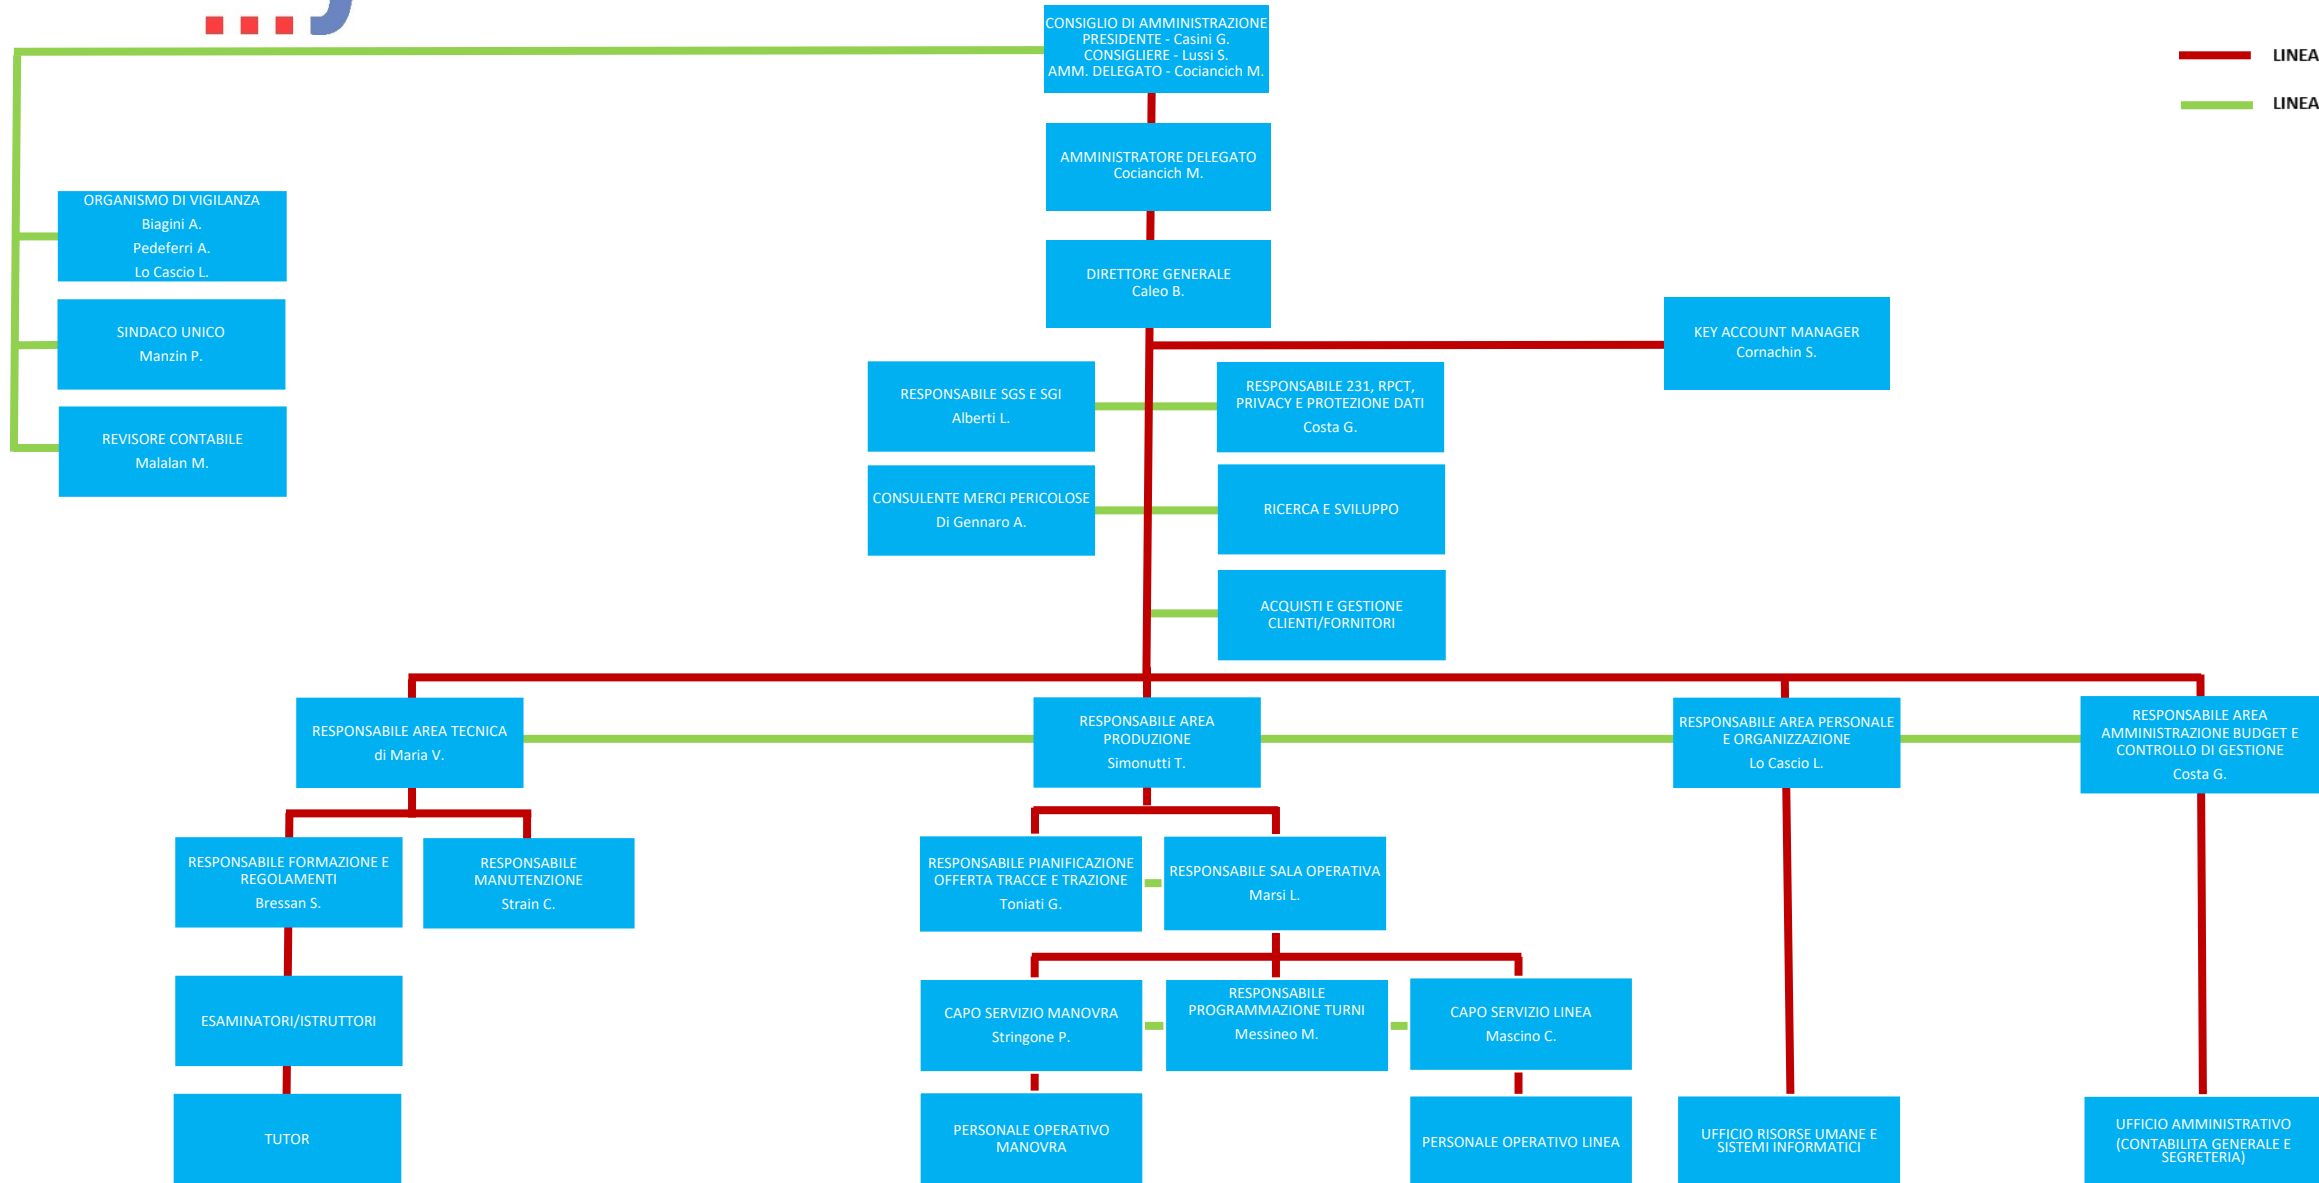 CONSIGLIO DI AMMINISTRAZIONE
PRESIDENTE - Casini G.
CONSIGLIERE - Lussi S.
AMM. DELEGATO - Cociancich M.
LINEA
LINEA
AMMINISTRATORE DELEGATO
Cociancich M.
ORGANISMO DI VIGILANZA
Biagini A.
Pedeferri A.
Lo Cascio L.
DIRETTORE GENERALE
Caleo B.
SINDACO UNICO
Manzin P.
KEY ACCOUNT MANAGER
Cornachin S.
RESPONSABILE SGS E SGI
Alberti L.
RESPONSABILE 231, RPCT,
PRIVACY E PROTEZIONE DATI
Costa G.
REVISORE CONTABILE
Malalan M.
CONSULENTE MERCI PERICOLOSE
Di Gennaro A.
RICERCA E SVILUPPO
ACQUISTI E GESTIONE
CLIENTI/FORNITORI
RESPONSABILE AREA TECNICA
di Maria V.
RESPONSABILE AREA
PRODUZIONE
Simonutti T.
RESPONSABILE AREA PERSONALE
E ORGANIZZAZIONE
Lo Cascio L.
RESPONSABILE AREA
AMMINISTRAZIONE BUDGET E
CONTROLLO DI GESTIONE
Costa G.
RESPONSABILE FORMAZIONE E
REGOLAMENTI
Bressan S.
RESPONSABILE
MANUTENZIONE
Strain C.
RESPONSABILE PIANIFICAZIONE
OFFERTA TRACCE E TRAZIONE
Toniati G.
RESPONSABILE SALA OPERATIVA
Marsi L.
ESAMINATORI/ISTRUTTORI
CAPO SERVIZIO MANOVRA
Stringone P.
RESPONSABILE
PROGRAMMAZIONE TURNI
Messineo M.
CAPO SERVIZIO LINEA
Mascino C.
TUTOR
PERSONALE OPERATIVO
MANOVRA
PERSONALE OPERATIVO LINEA
UFFICIO RISORSE UMANE E
SISTEMI INFORMATICI
UFFICIO AMMINISTRATIVO
(CONTABILITA GENERALE E
SEGRETERIA)